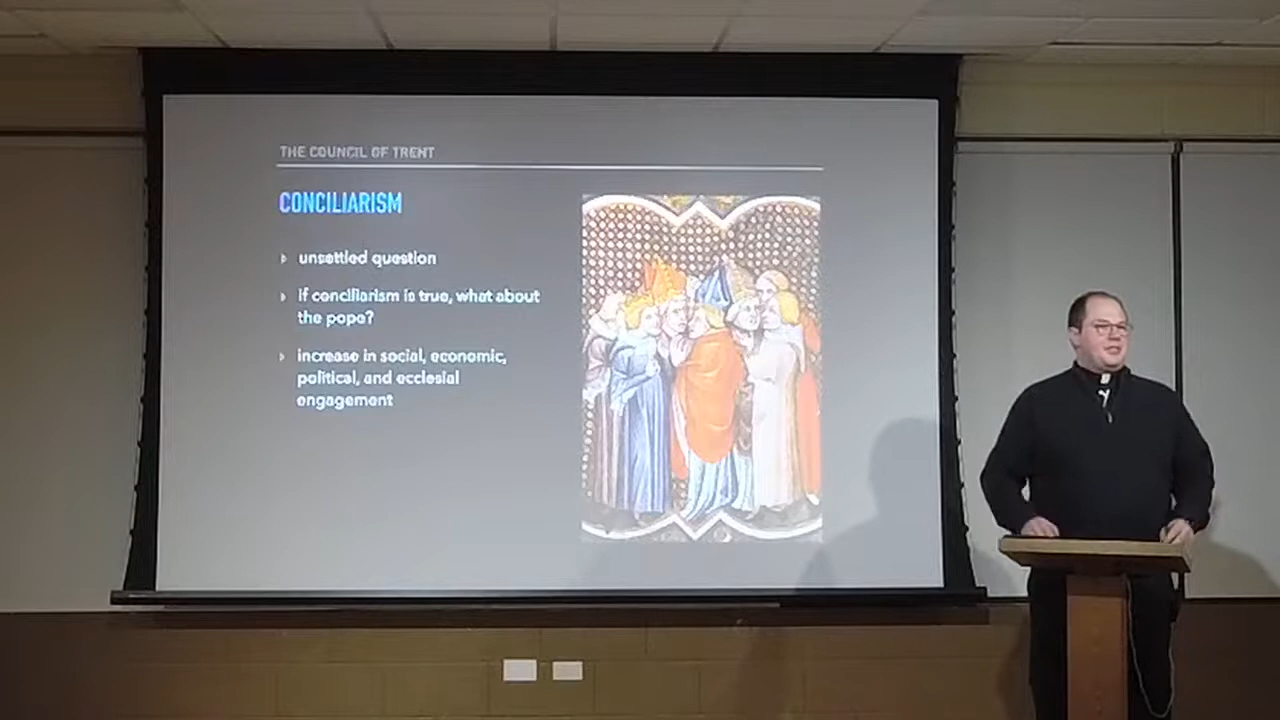 THE COUNCIL OF TRENT
CONCILIARISM
unsettled question
If conciliarism is true, what about
the pope?
increase in social, economic,
political, and ecclesial
engagement